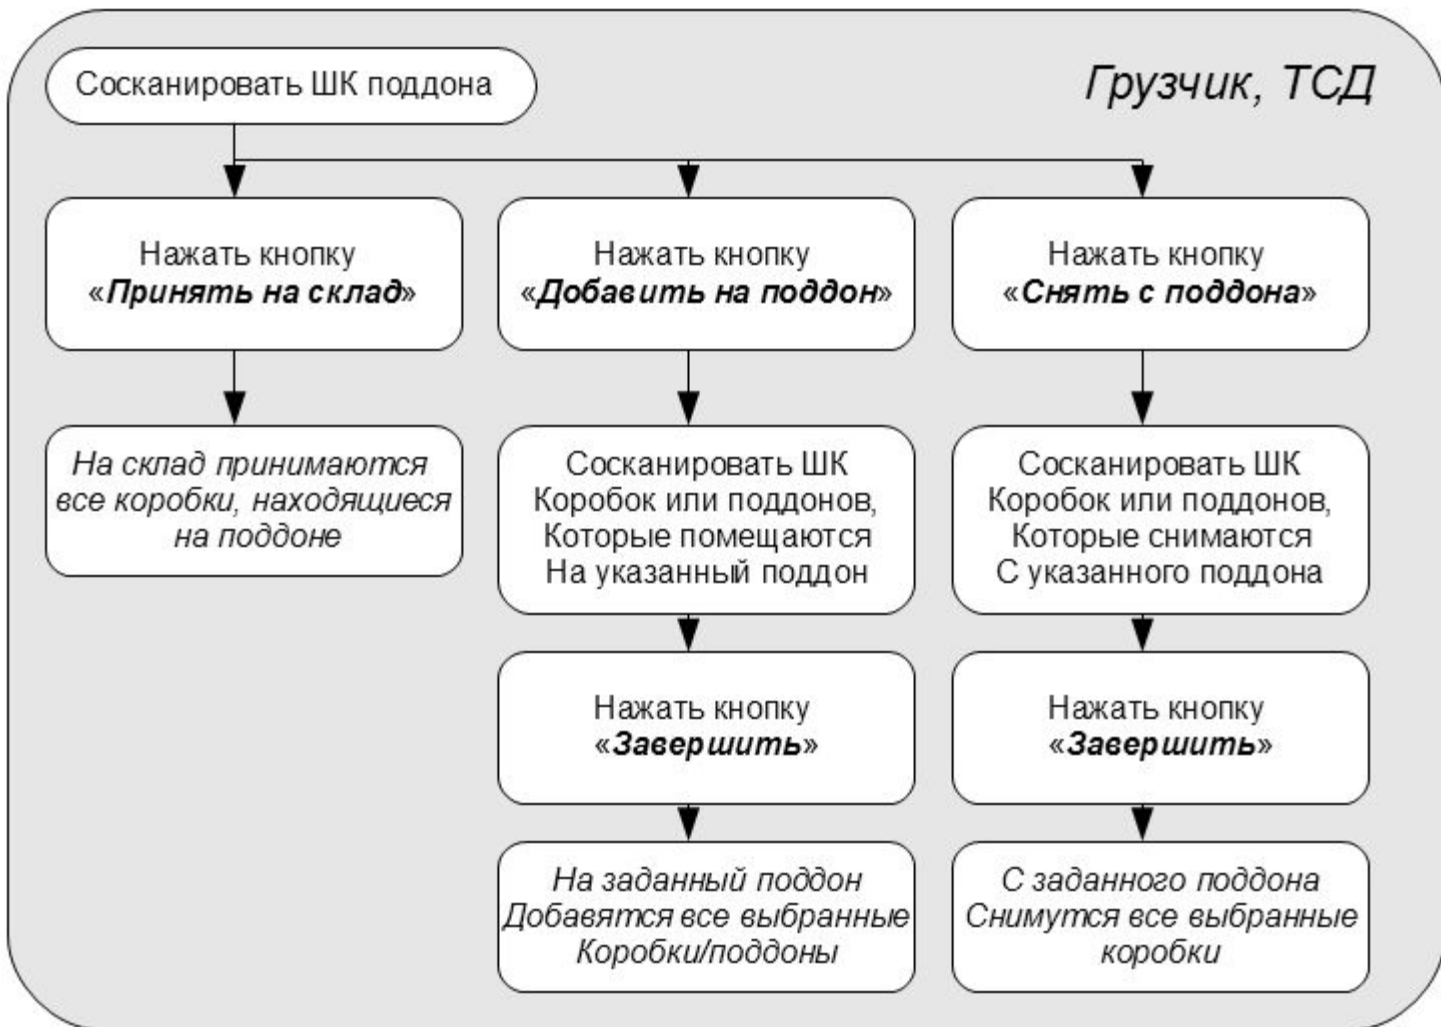 Сосканировать ШК поддона
Грузчик, ТСД
Нажать кнопку
«Принять на склад»
Нажать кнопку
«Добавить на поддон»
Нажать кнопку
«Снять с поддона»
На склад принимаются
все коробки, находящиеся
на поддоне
Сосканировать ШК
Коробок или поддонов,
Которые помещаются
На указанный поддон
Сосканировать ШК
Коробок или поддонов,
Которые снимаются
С указанного поддона
Нажать кнопку
«Завершить»
Нажать кнопку
«Завершить»
На заданный поддон
Добавятся все выбранные
Коробки/поддоны
С заданного поддона
Снимутся все выбранные
коробки